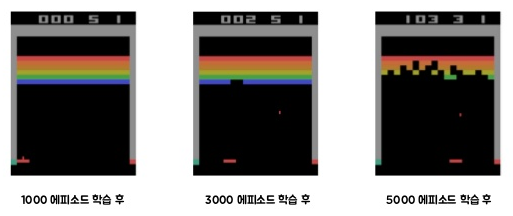 000 5 1
002 5 1
103 3 1
1000 에피소드 학습 후
3000 에피소드 학습 후
5000 에피소드 학습 후